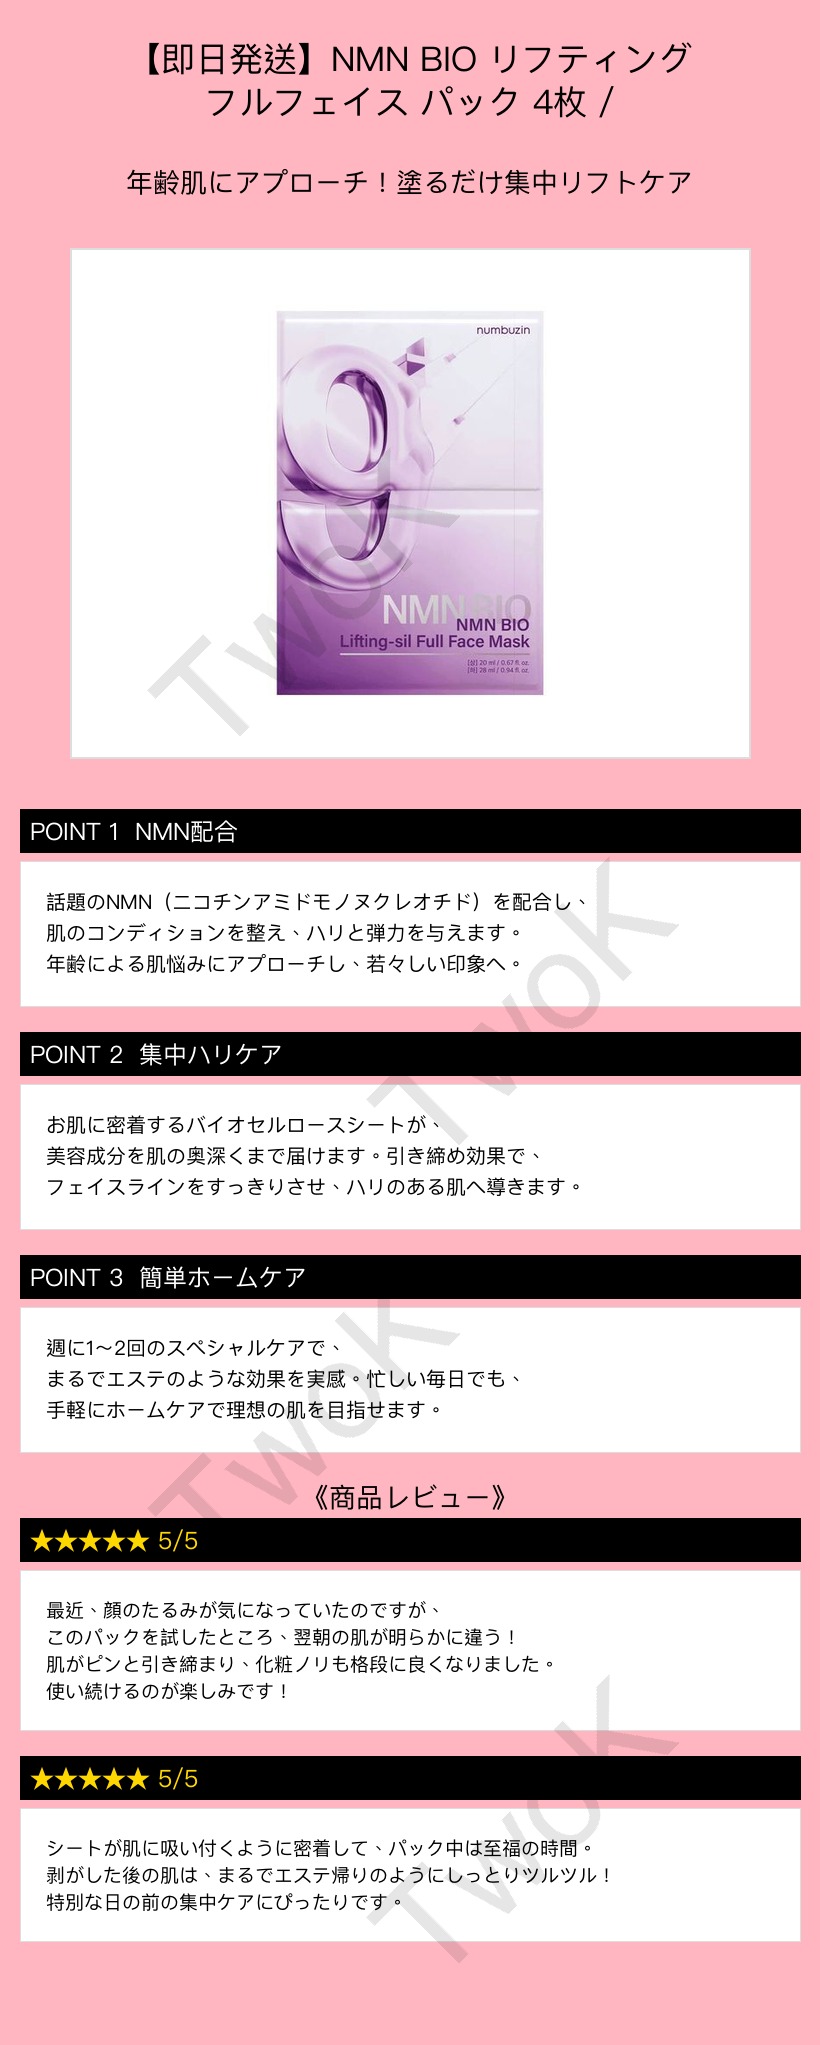 【即日発送】NMN BIO リフティング
フルフェイス パック 4枚 /
年齢肌にアプローチ！塗るだけ集中リフトケア
numbuzin
9
NMN BIO
NMN BIO
Lifting-sil Full Face Mask
[상] 20 ml / 0.67 fl. oz.
[하] 28 ml / 0.94 fl. oz.
TwoK
POINT 1 NMN配合
話題のNMN（ニコチンアミドモノヌクレオチド）を配合し、
肌のコンディションを整え、ハリと弾力を与えます。
年齢による肌悩みにアプローチし、若々しい印象へ。
TwoK
POINT 2 集中ハリケア
お肌に密着するバイオセルロースシートが、
美容成分を肌の奥深くまで届けます。引き締め効果で、
フェイスラインをすっきりさせ、ハリのある肌へ導きます。
POINT 3 簡単ホームケア
週に1〜2回のスペシャルケアで、
まるでエステのような効果を実感。忙しい毎日でも、
手軽にホームケアで理想の肌を目指せます。
TwoK
《商品レビュー》
★★★★★ 5/5
最近、顔のたるみが気になっていたのですが、
このパックを試したところ、翌朝の肌が明らかに違う！
肌がピンと引き締まり、化粧ノリも格段に良くなりました。
使い続けるのが楽しみです！
★★★★★ 5/5
シートが肌に吸い付くように密着して、パック中は至福の時間。
剥がした後の肌は、まるでエステ帰りのようにしっとりツルツル！
特別な日の前の集中ケアにぴったりです。
TwoK